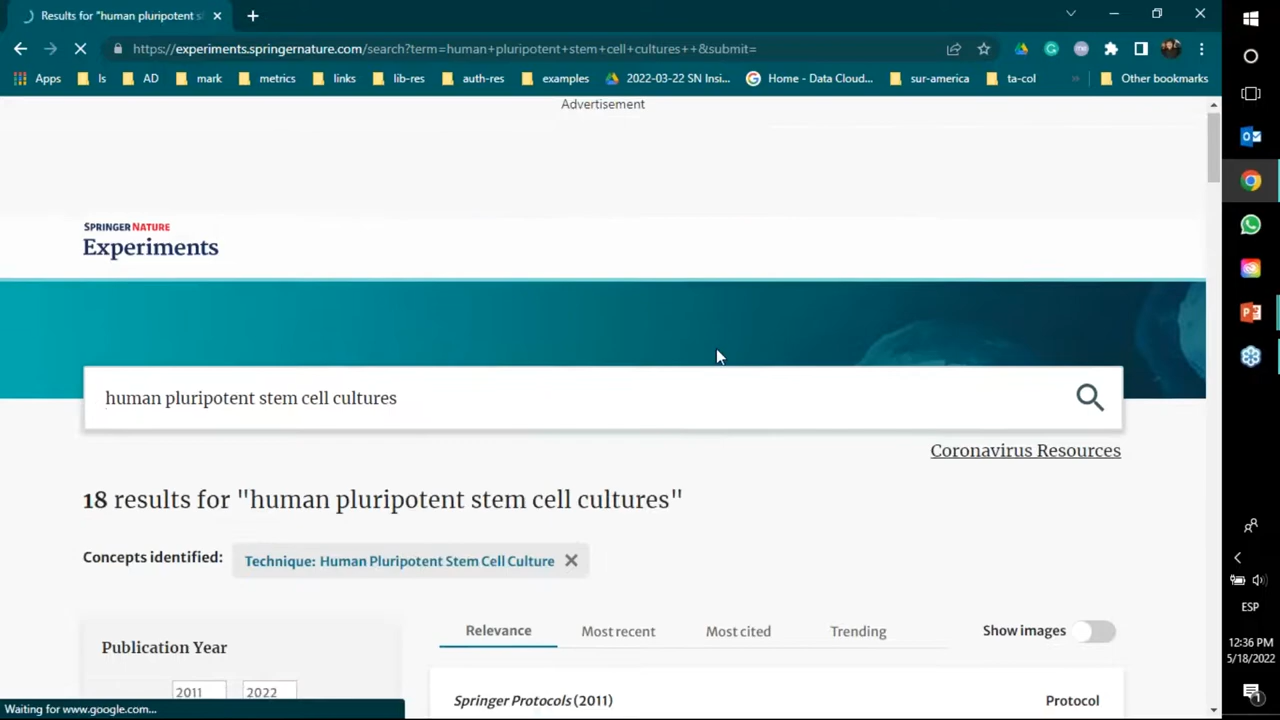 Results for "human pluripotent s
https://experiments.springernature.com/search?term=human+pluripotent+stem+cell+cultures++&submit=
Apps ls AD mark metrics links lib-res auth-res examples 2022-03-22 SN Insi... Home - Data Cloud... sur-america ta-col » Other bookmarks
Advertisement
SPRINGER NATURE
Experiments
human pluripotent stem cell cultures
Coronavirus Resources
18 results for "human pluripotent stem cell cultures"
Concepts identified: Technique: Human Pluripotent Stem Cell Culture
Publication Year
2011 2022
Relevance Most recent Most cited Trending Show images
Springer Protocols (2011) Protocol
Waiting for www.google.com...
ESP
12:36 PM
5/18/2022
1